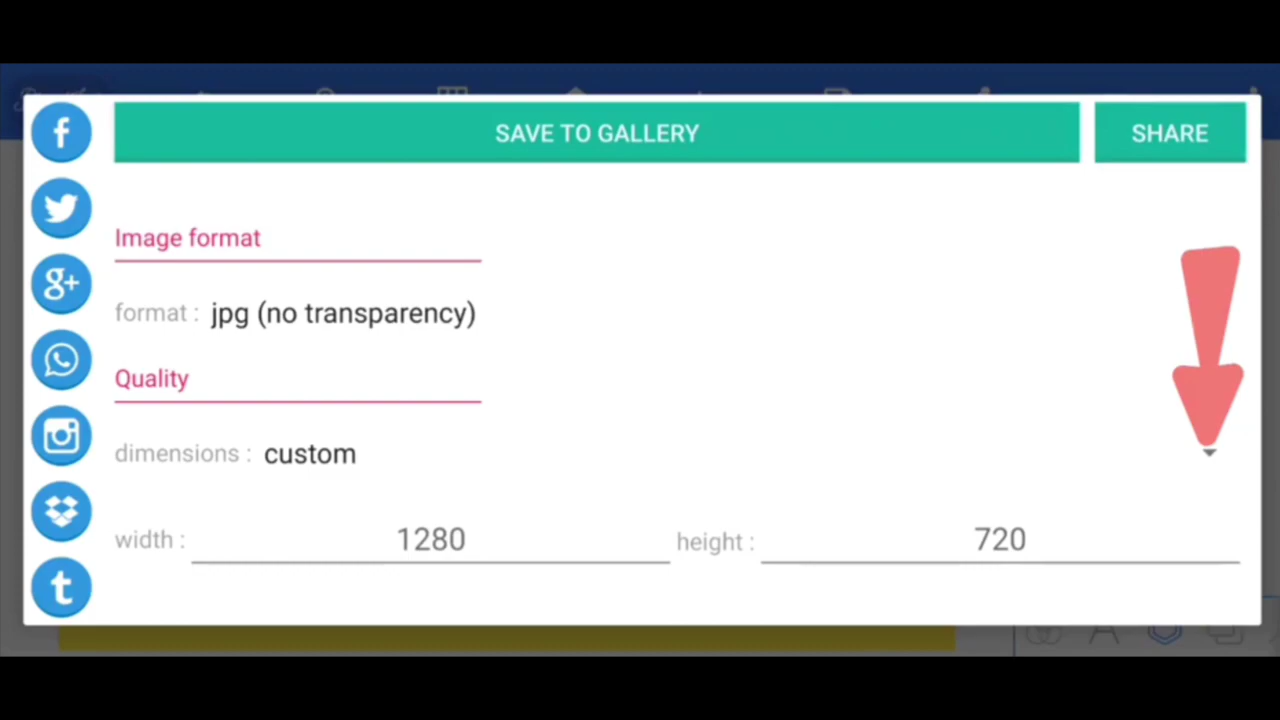 SAVE TO GALLERY
SHARE
Image format
format : jpg (no transparency)
Quality
dimensions : custom
width : 1280 height : 720